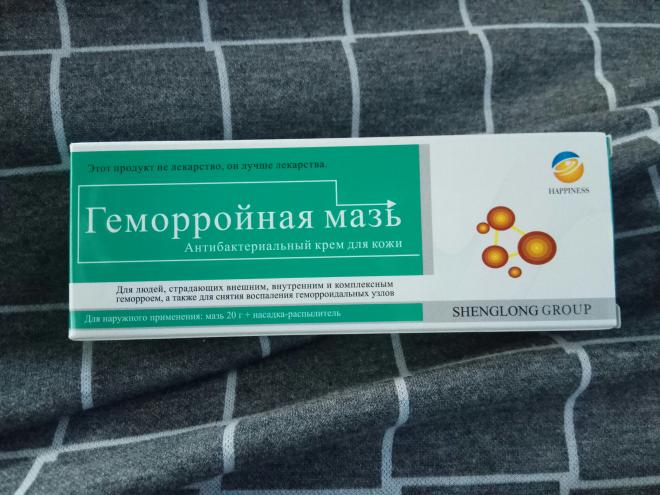 Этот продукт не лекарство, он лучше лекарства.
Геморройная мазь
Антибактериальный крем для кожи
Для людей, страдающих внешним, внутренним и комплексным
геморроем, а также для снятия воспаления геморроидальных узлов
Для наружного применения: мазь 20 г + насадка-распылитель
HAPPINESS
SHENGLONG GROUP